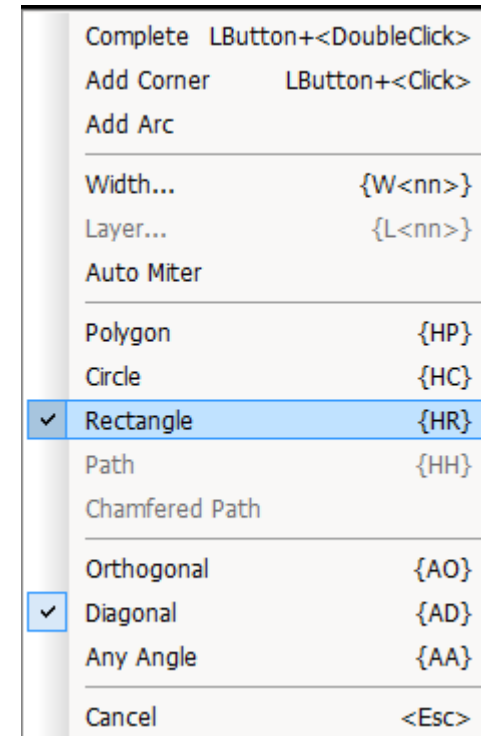 Complete LButton+<DoubleClick>
Add Corner LButton+<Click>
Add Arc
Width... {W<nn>}
Layer... {L<nn>}
Auto Miter
Polygon {HP}
Circle {HC}
Rectangle {HR}
Path {HH}
Chamfered Path
Orthogonal {AO}
Diagonal {AD}
Any Angle {AA}
Cancel <Esc>